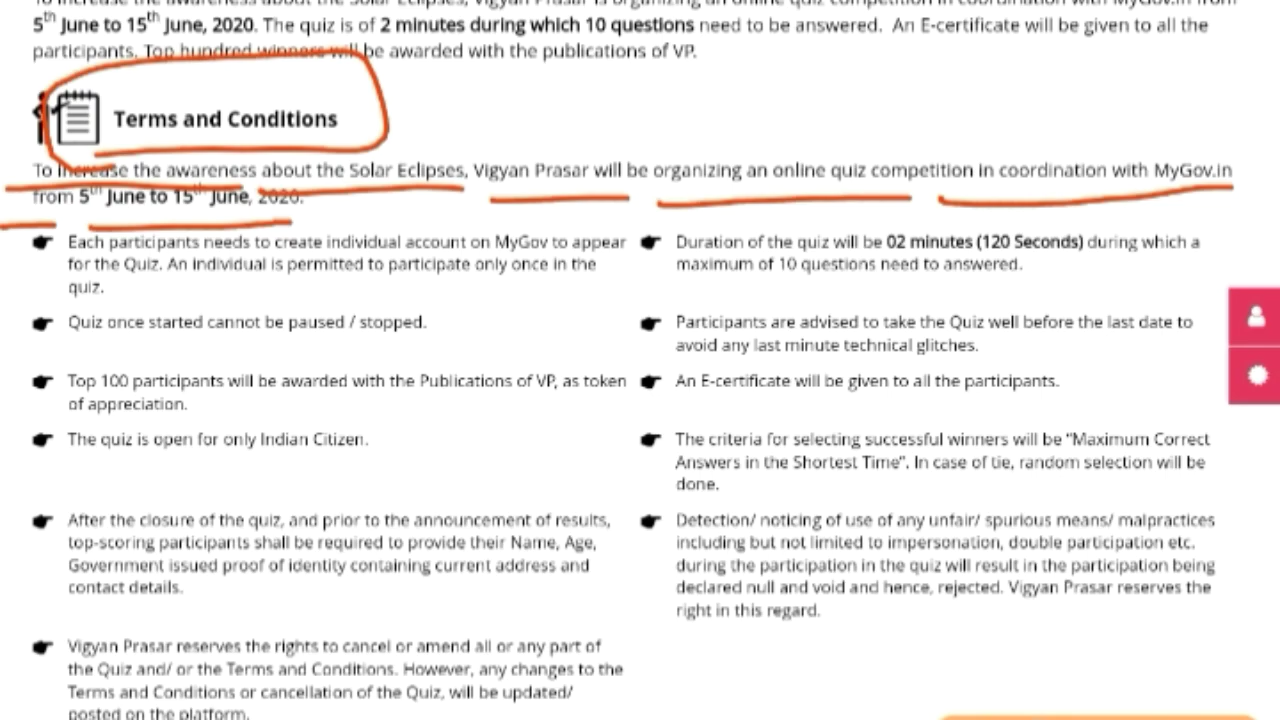 To increase the awareness about the Solar Eclipses, Vigyan Prasar is organizing an online quiz competition in coordination with MyGov.in from
5th June to 15th June, 2020. The quiz is of 2 minutes during which 10 questions need to be answered. An E-certificate will be given to all the
participants. Top hundred winners will be awarded with the publications of VP.
Terms and Conditions
To Increase the awareness about the Solar Eclipses, Vigyan Prasar will be organizing an online quiz competition in coordination with MyGov.in
from 5th June to 15th June, 2020.
Each participants needs to create individual account on MyGov to appear
for the Quiz. An individual is permitted to participate only once in the
quiz.
Duration of the quiz will be 02 minutes (120 Seconds) during which a
maximum of 10 questions need to answered.
Quiz once started cannot be paused / stopped.
Participants are advised to take the Quiz well before the last date to
avoid any last minute technical glitches.
Top 100 participants will be awarded with the Publications of VP, as token
of appreciation.
An E-certificate will be given to all the participants.
The quiz is open for only Indian Citizen.
The criteria for selecting successful winners will be “Maximum Correct
Answers in the Shortest Time”. In case of tie, random selection will be
done.
After the closure of the quiz, and prior to the announcement of results,
top-scoring participants shall be required to provide their Name, Age,
Government issued proof of identity containing current address and
contact details.
Detection/ noticing of use of any unfair/ spurious means/ malpractices
including but not limited to impersonation, double participation etc.
during the participation in the quiz will result in the participation being
declared null and void and hence, rejected. Vigyan Prasar reserves the
right in this regard.
Vigyan Prasar reserves the rights to cancel or amend all or any part of
the Quiz and/ or the Terms and Conditions. However, any changes to the
Terms and Conditions or cancellation of the Quiz, will be updated/
posted on the platform.